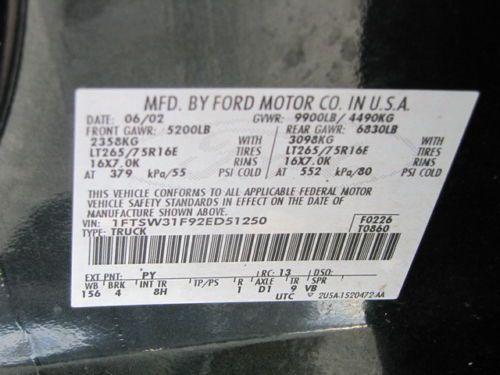 MFD. BY FORD MOTOR CO. IN U.S.A.
DATE: 06/02 GVWR: 9900LB/ 4490KG
FRONT GAWR: 5200LB REAR GAWR: 6830LB
2358KG WITH 3098KG WITH
LT265/75R16E TIRES LT265/75R16E TIRES
16X7.0K RIMS 16X7.0K RIMS
AT 379 kPa/55 PSI COLD AT 552 kPa/80 PSI COLD
THIS VEHICLE CONFORMS TO ALL APPLICABLE FEDERAL MOTOR
VEHICLE SAFETY STANDARDS IN EFFECT ON THE DATE OF
MANUFACTURE SHOWN ABOVE.
VIN: 1FTSW31F92ED51250 F0226
TYPE: TRUCK T0860
EXT PNT: PY RC: 13 DSO:
WB BRK INT TR TP/PS R AXLE TR SPR
156 4 8H 1 D1 9 VB
UTC 2U5A-1520472-AA